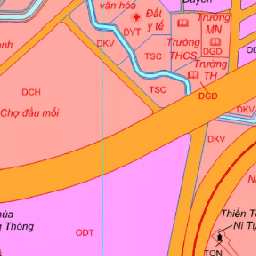 văn hóa
Đất
y tế
Trường
MN
DYT
DKV
DGD
TSC
Trường
THCS
Trường
TH
DCH
TSC
DGD
DKV
Chợ đầu mối
DKV
Thông
ODT
Thiền T
Ni T
TON